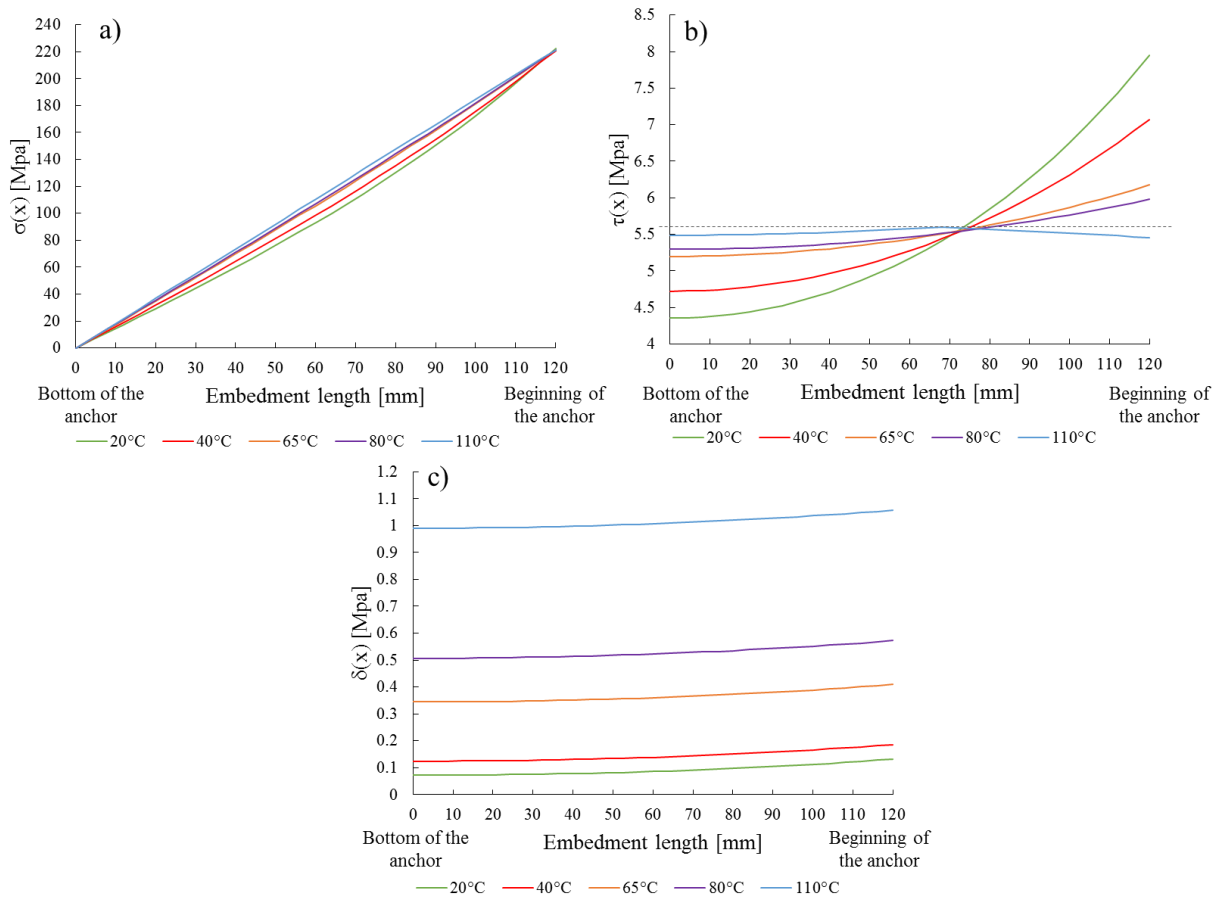 a)
σ(x) [Mpa]
240
220
200
180
160
140
120
100
80
60
40
20
0
0 10 20 30 40 50 60 70 80 90 100 110 120
Bottom of the
anchor
Embedment length [mm]
Beginning of
the anchor
20°C 40°C 65°C 80°C 110°C
b)
τ(x) [Mpa]
8.5
8
7.5
7
6.5
6
5.5
5
4.5
4
0 10 20 30 40 50 60 70 80 90 100 110 120
Bottom of the
anchor
Embedment length [mm]
Beginning of
the anchor
20°C 40°C 65°C 80°C 110°C
c)
δ(x) [Mpa]
1.2
1.1
1
0.9
0.8
0.7
0.6
0.5
0.4
0.3
0.2
0.1
0
0 10 20 30 40 50 60 70 80 90 100 110 120
Bottom of the
anchor
Embedment length [mm]
Beginning of
the anchor
20°C 40°C 65°C 80°C 110°C